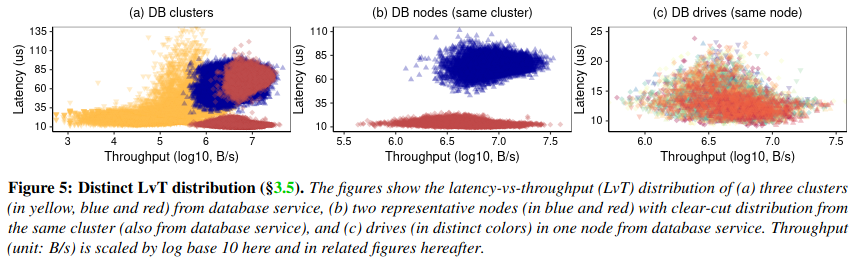 (a) DB clusters
(b) DB nodes (same cluster)
(c) DB drives (same node)
Latency (us)
135
110
85
60
35
10
3
4
5
6
7
Throughput (log10, B/s)
Latency (us)
110
85
60
35
10
5.5
6.0
6.5
7.0
7.5
Throughput (log10, B/s)
Latency (us)
25
20
15
10
6.0
6.5
7.0
7.5
Throughput (log10, B/s)
Figure 5: Distinct LvT distribution (§3.5). The figures show the latency-vs-throughput (LvT) distribution of (a) three clusters
(in yellow, blue and red) from database service, (b) two representative nodes (in blue and red) with clear-cut distribution from
the same cluster (also from database service), and (c) drives (in distinct colors) in one node from database service. Throughput
(unit: B/s) is scaled by log base 10 here and in related figures hereafter.